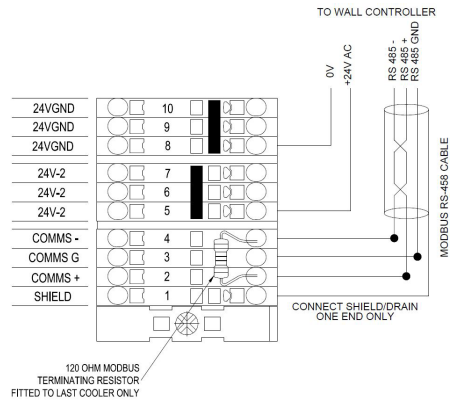 TO WALL CONTROLLER
0V
+24V AC
RS 485 -
RS 485 +
RS 485 GND
24VGND 10
24VGND 9
24VGND 8
24V-2 7
24V-2 6
24V-2 5
COMMS - 4
COMMS G 3
COMMS + 2
SHIELD 1
MODBUS RS-458 CABLE
CONNECT SHIELD/DRAIN
ONE END ONLY
120 OHM MODBUS
TERMINATING RESISTOR
FITTED TO LAST COOLER ONLY